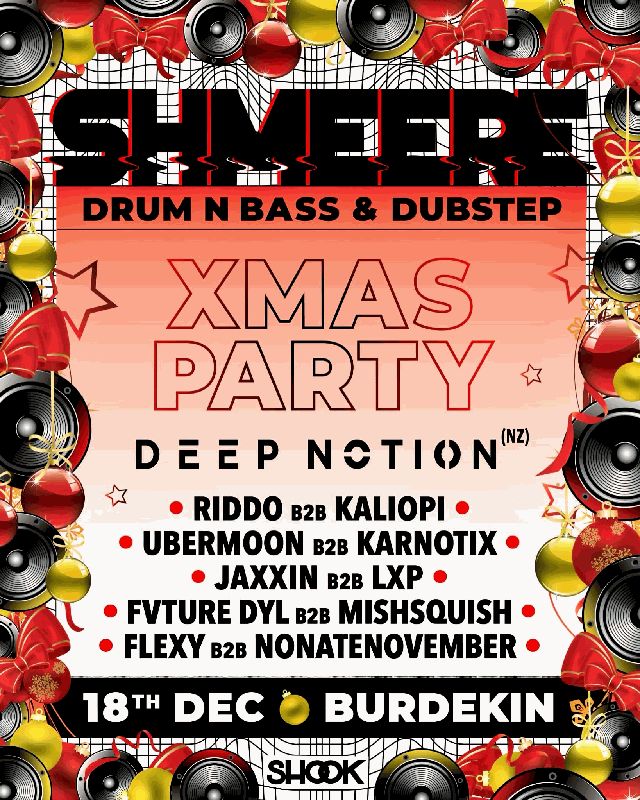 SHMEERF
DRUM N BASS & DUBSTEP
XMAS
PARTY
DEEP NOTION (NZ)
• RIDDO B2B KALIOPI •
• UBERMOON B2B KARNOTIX •
• JAXXIN B2B LXP •
• FVTURE DYL B2B MISHSQUISH •
• FLEXY B2B NONATENOVEMBER •
18TH DEC BURDEKIN
SHOOK